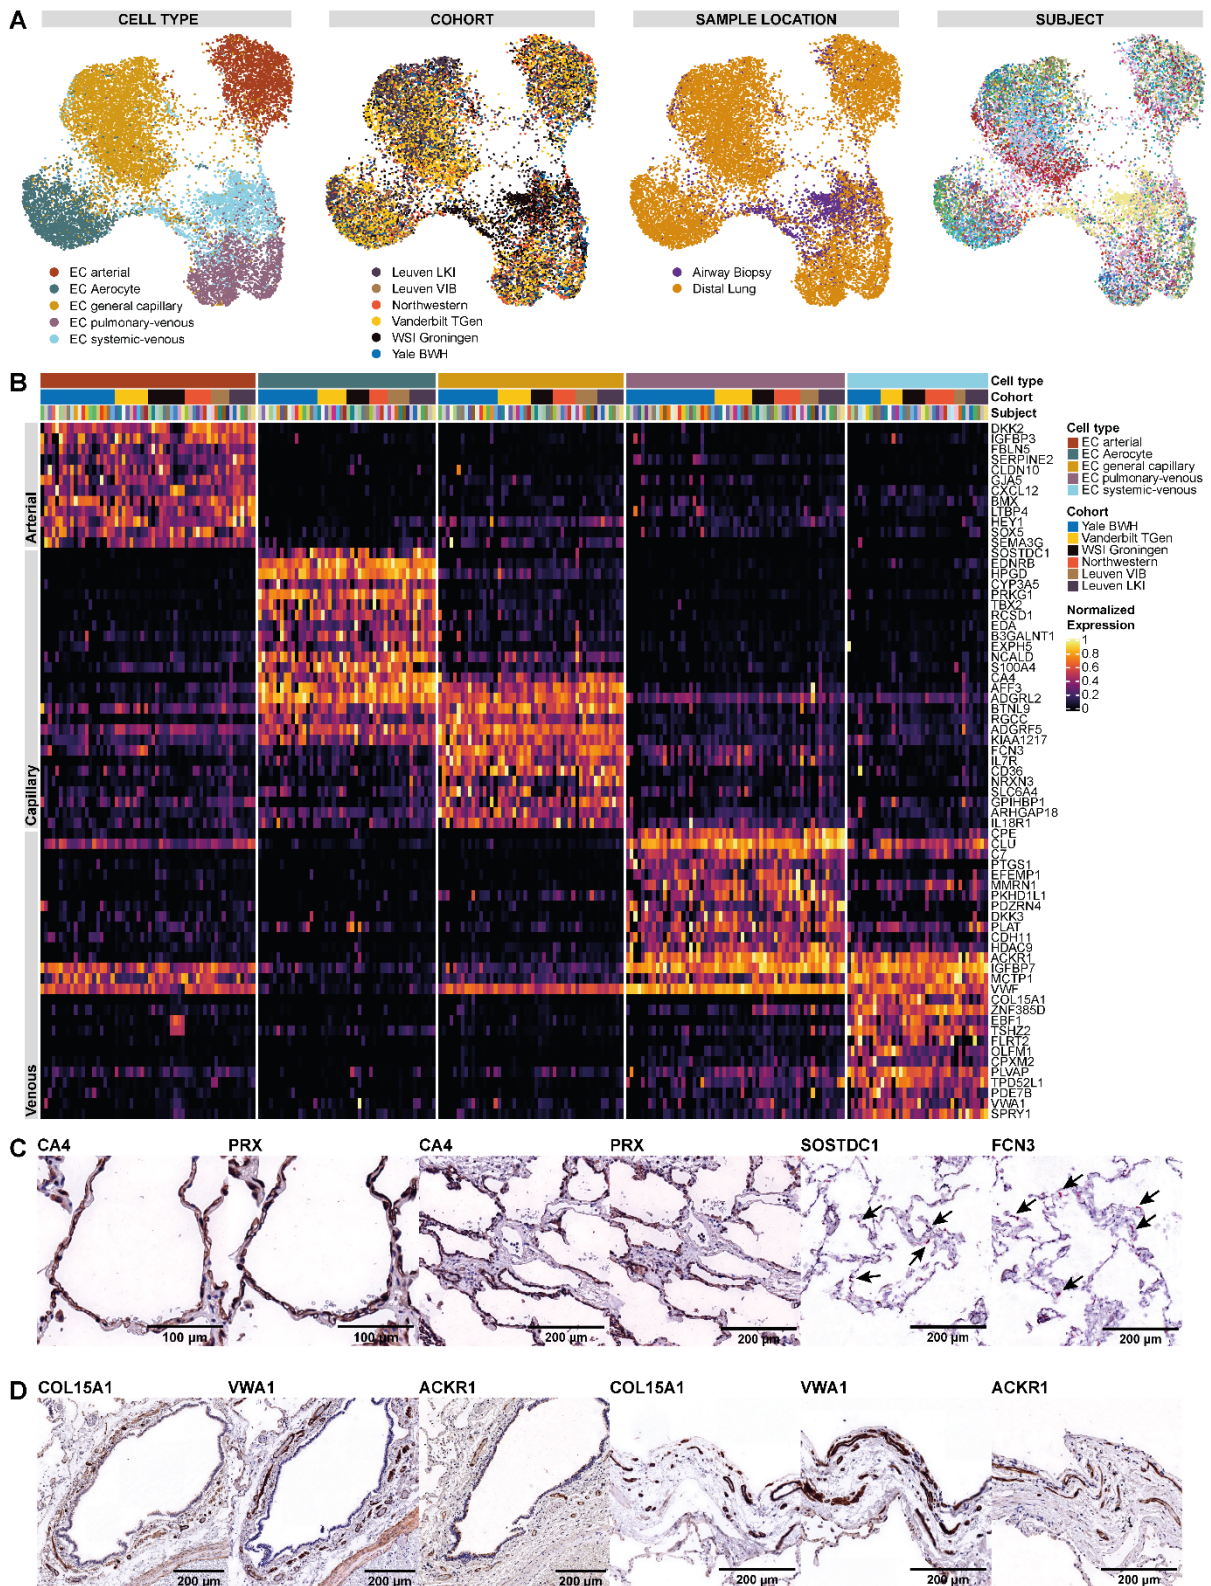 A
CELL TYPE
COHORT
SAMPLE LOCATION
SUBJECT
EC arterial
EC Aerocyte
EC general capillary
EC pulmonary-venous
EC systemic-venous
Leuven LKI
Leuven VIB
Northwestern
Vanderbilt TGen
WSI Groningen
Yale BWH
Airway Biopsy
Distal Lung
B
Cell type
Cohort
Subject
Arterial
Capillary
Venous
DKK2
IGFBP3
FBLN5
SERPINE2
CLDN10
GJA5
CXCL12
BMX
LTBP4
HEY1
SOX5
SEMA3G
SOSTDC1
EDNRB
HPGD
CYP3A5
PRKG1
TBX2
RCSD1
EDA
B3GALNT1
EXPH5
NCALD
S100A4
CA4
AFF3
ADGRL2
BTNL9
RGCC
ADGRF5
KIAA1217
FCN3
IL7R
CD36
NRXN3
SLC6A4
GPIHBP1
ARHGAP18
IL18R1
CPE
CLU
C7
PTGS1
EFEMP1
MMRN1
PKHD1L1
PDZRN4
DKK3
PLAT
CDH11
HDAC9
ACKR1
IGFBP7
MCTP1
VWF
COL15A1
ZNF385D
EBF1
TSHZ2
FLRT2
OLFM1
CPXM2
PLVAP
TPD52L1
PDE7B
VWA1
SPRY1
Cell type
EC arterial
EC Aerocyte
EC general capillary
EC pulmonary-venous
EC systemic-venous
Cohort
Yale BWH
Vanderbilt TGen
WSI Groningen
Northwestern
Leuven VIB
Leuven LKI
Normalized
Expression
1
0.8
0.6
0.4
0.2
0
C
CA4
PRX
CA4
PRX
SOSTDC1
FCN3
100 µm
100 µm
200 µm
200 µm
200 µm
200 µm
D
COL15A1
VWA1
ACKR1
COL15A1
VWA1
ACKR1
200 µm
200 µm
200 µm
200 µm
200 µm
200 µm